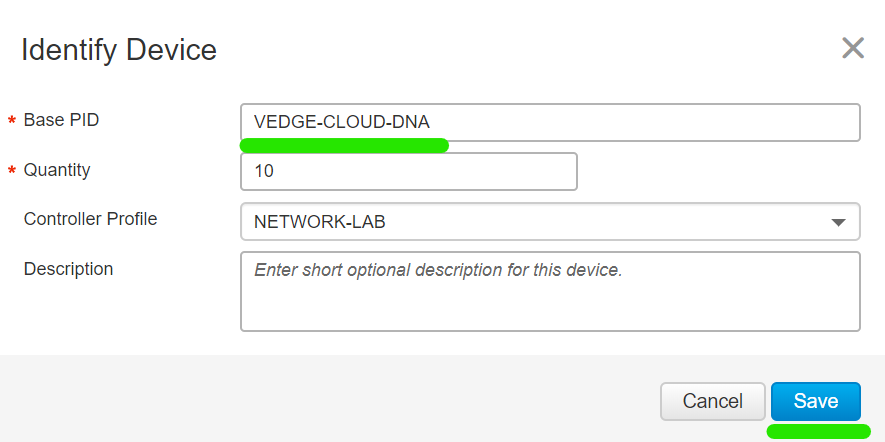 Identify Device
* Base PID VEDGE-CLOUD-DNA
* Quantity 10
Controller Profile NETWORK-LAB
Description Enter short optional description for this device.
Cancel Save